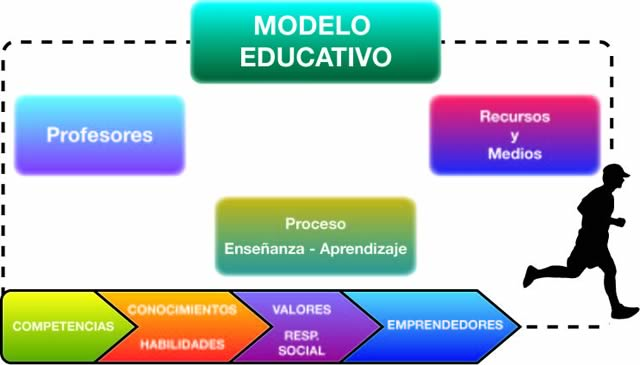 MODELO
EDUCATIVO
Profesores
Recursos
y
Medios
Proceso
Enseñanza - Aprendizaje
COMPETENCIAS
CONOCIMIENTOS
HABILIDADES
VALORES
RESP.
SOCIAL
EMPRENDEDORES